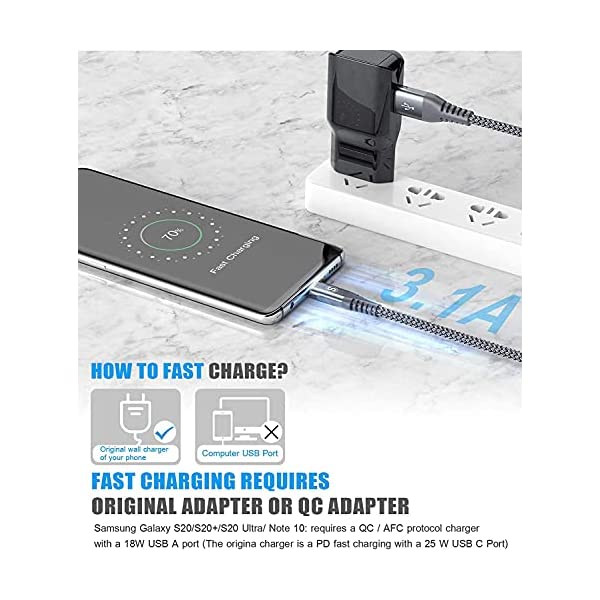 70%
Fast Charging
3.1A
HOW TO FAST CHARGE?
Original wall charger
of your phone
Computer USB Port
FAST CHARGING REQUIRES
ORIGINAL ADAPTER OR QC ADAPTER
Samsung Galaxy S20/S20+/S20 Ultra/ Note 10: requires a QC / AFC protocol charger
with a 18W USB A port (The origina charger is a PD fast charging with a 25 W USB C Port)